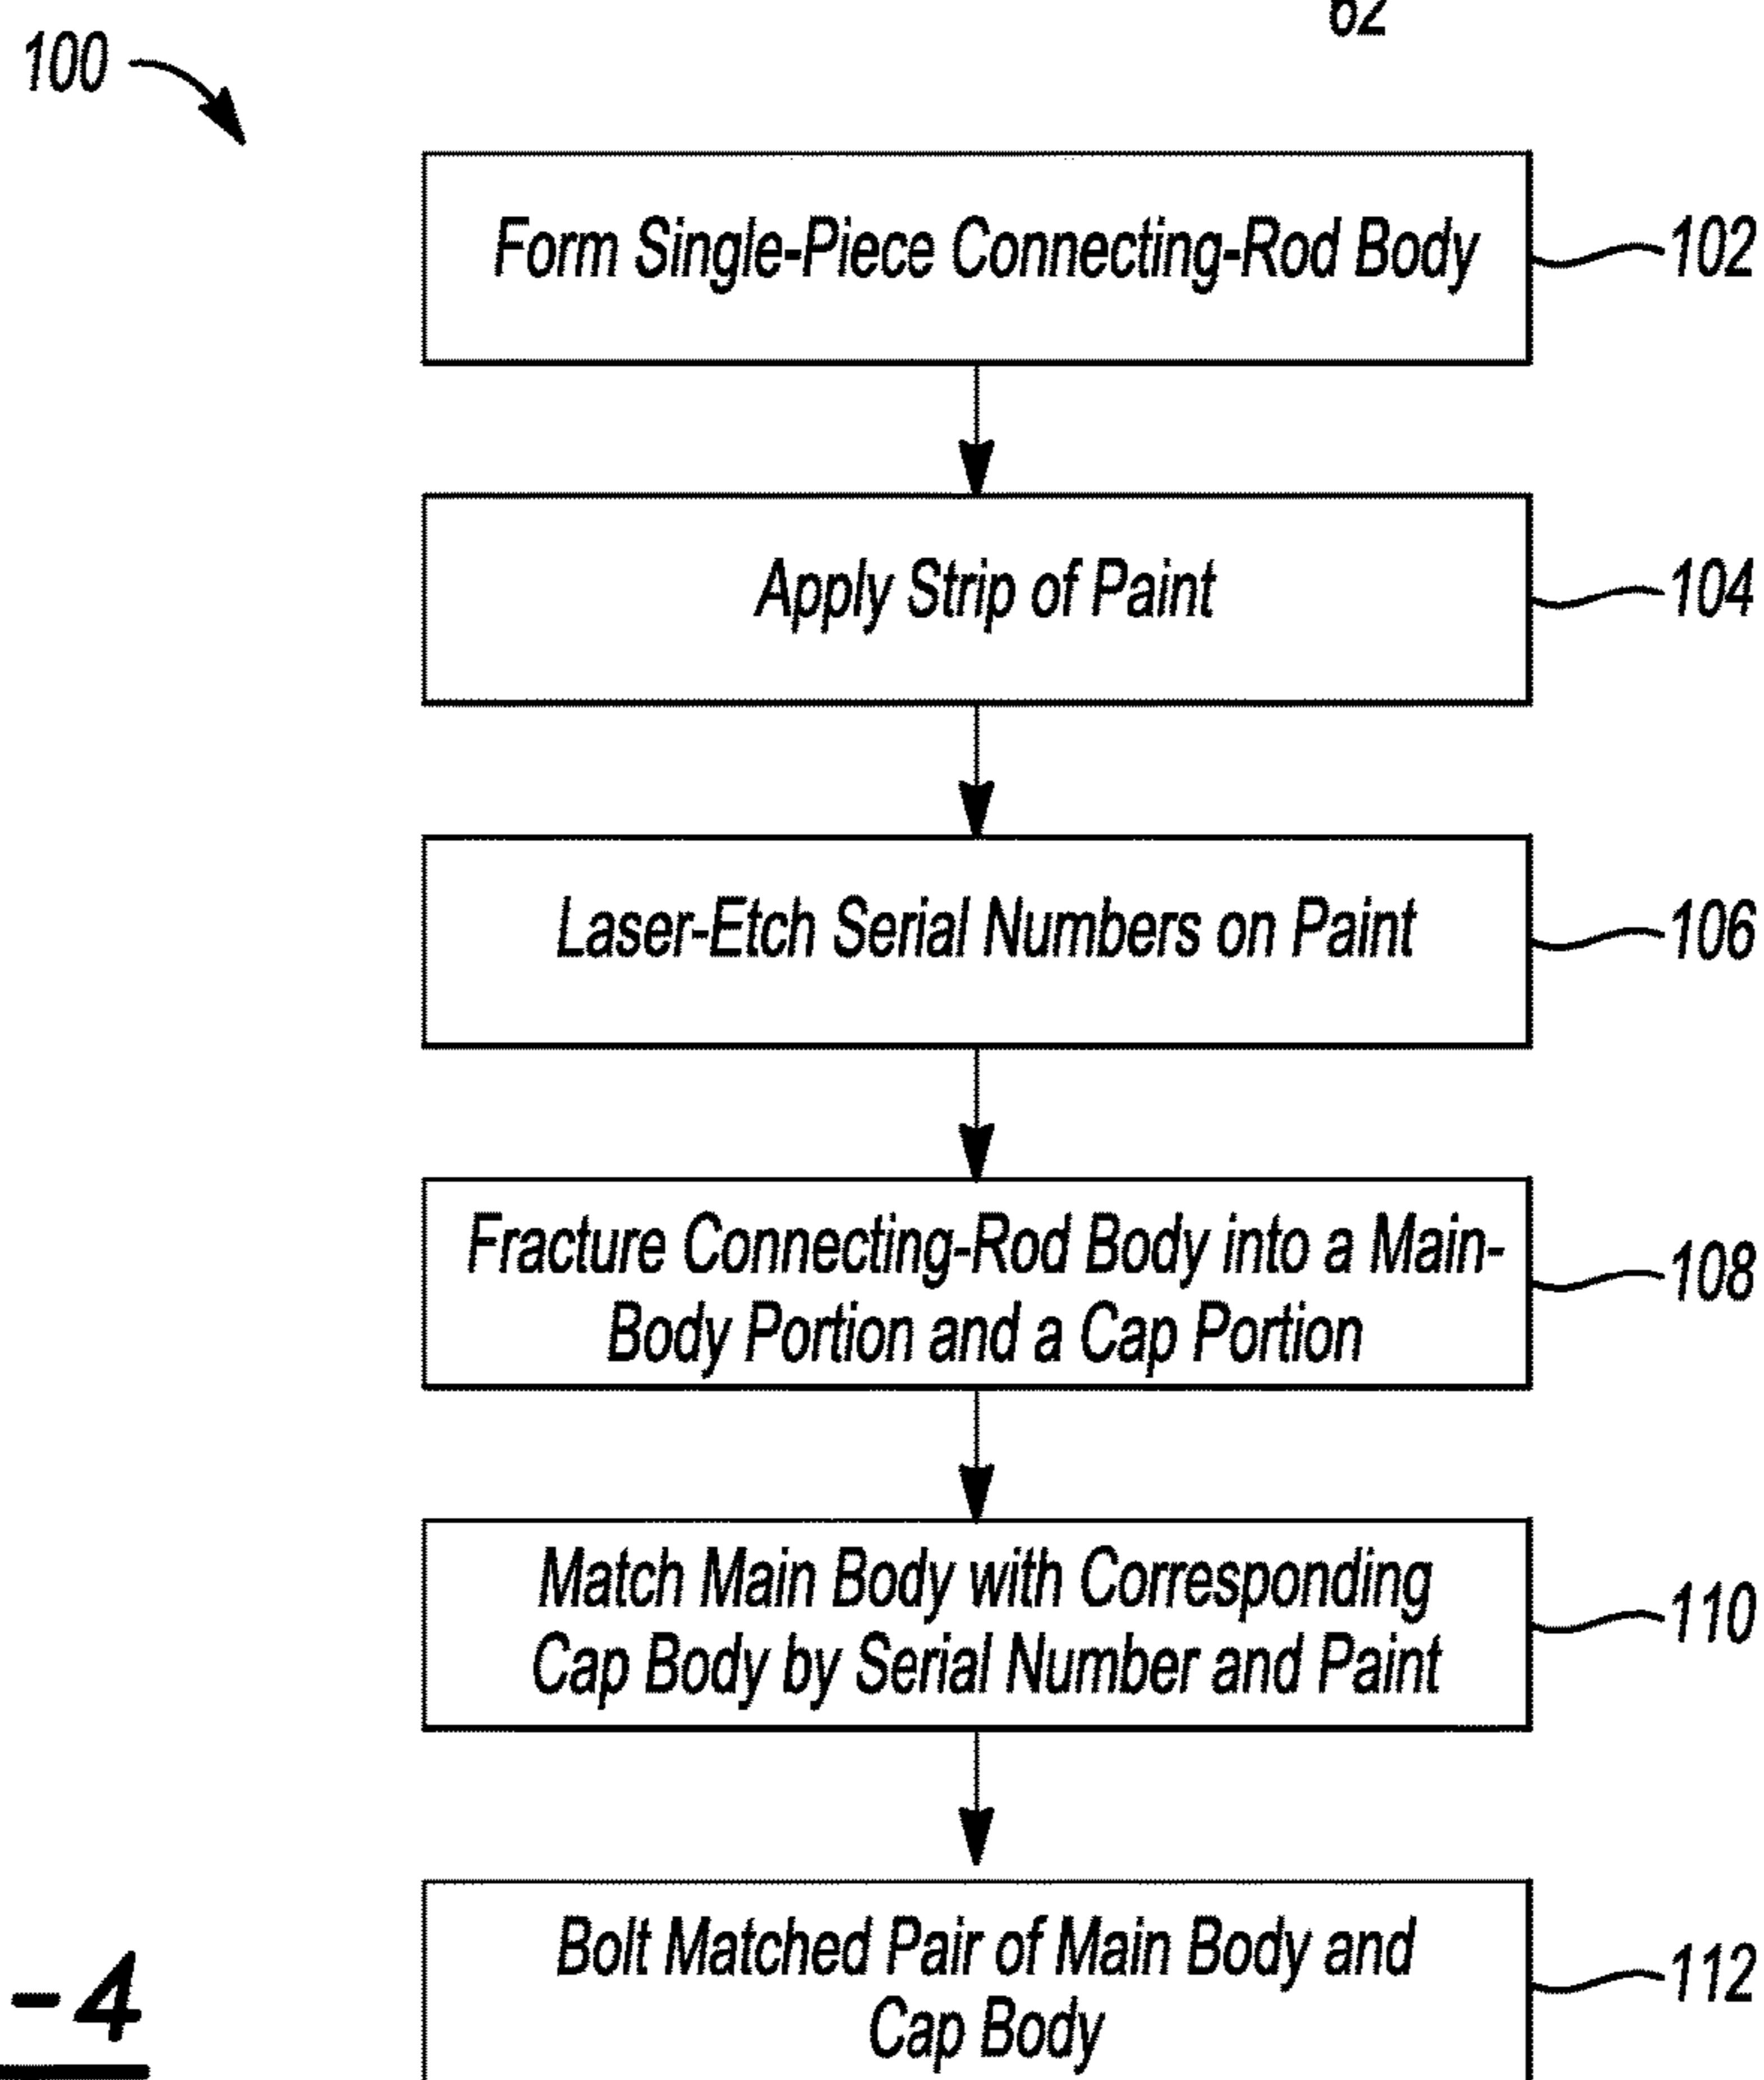 62
100
Form Single-Piece Connecting-Rod Body
102
Apply Strip of Paint
104
Laser-Etch Serial Numbers on Paint
106
Fracture Connecting-Rod Body into a Main-
Body Portion and a Cap Portion
108
Match Main Body with Corresponding
Cap Body by Serial Number and Paint
110
Bolt Matched Pair of Main Body and
Cap Body
112
-4